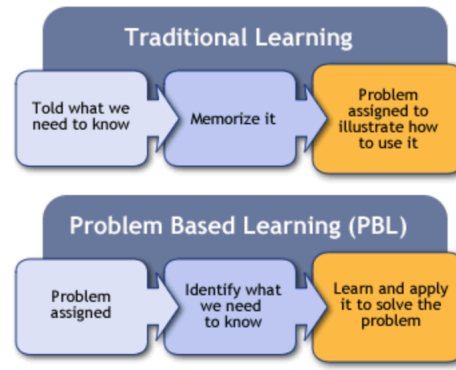 Traditional Learning
Told what we
need to know
Memorize it
Problem
assigned to
illustrate how
to use it
Problem Based Learning (PBL)
Problem
assigned
Identify what
we need
to know
Learn and apply
it to solve the
problem